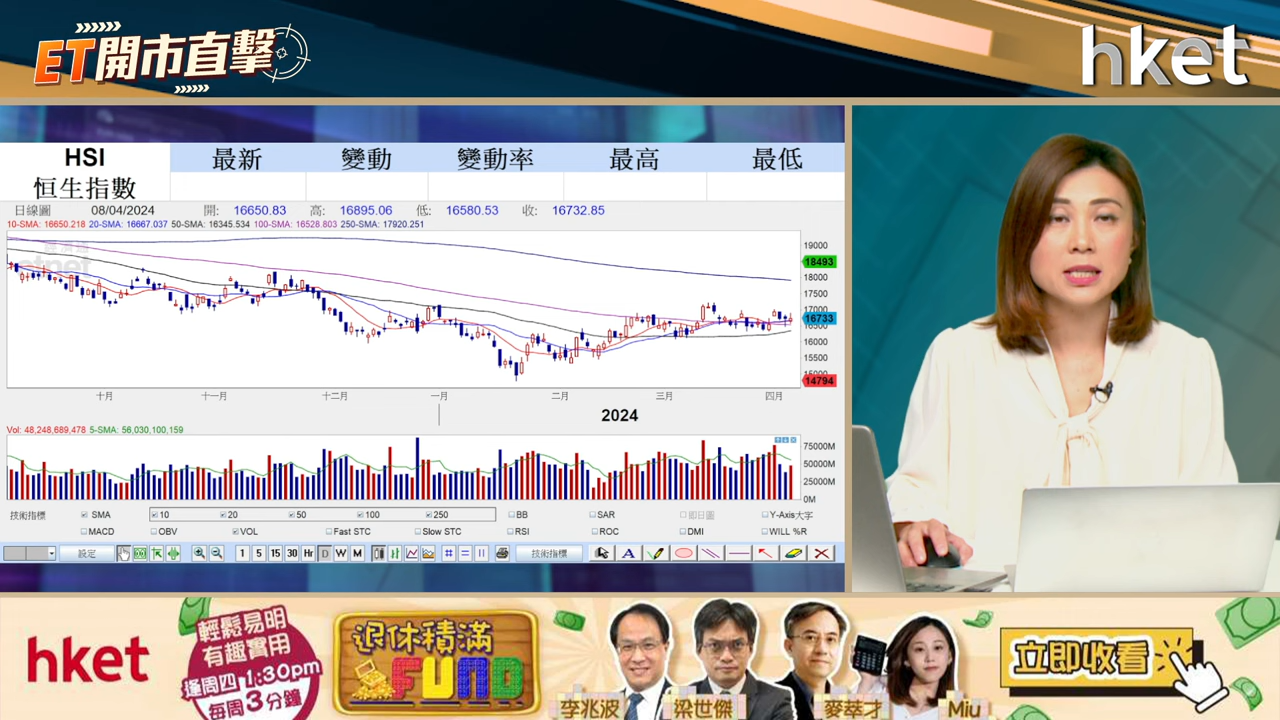 ET開市直擊
hket
HSI
恒生指數
最新
變動
變動率
最高
最低
日線圖 08/04/2024 開: 16650.83 高: 16895.06 低: 16580.53 收: 16732.85
10-SMA: 16650.218 20-SMA: 16667.037 50-SMA: 16345.534 100-SMA: 16528.803 250-SMA: 17920.251
etnet
19000
18493
18000
17500
17000
16733
16500
16000
15500
15000
14794
十月 十一月 十二月 一月 二月 三月 四月
2024
Vol: 48,248,689,478 5-SMA: 56,030,100,159
75000M
50000M
25000M
0M
技術指標 SMA 10 20 50 100 250 BB SAR 即日圖 Y-Axis大字
MACD OBV VOL Fast STC Slow STC RSI ROC DMI WILL %R
設定 1 5 15 30 Hr D W M 技術指標 A
hket
輕鬆易明
有趣實用
逢周四 1:30pm
每周3分鐘
退休積滿
FUND
李兆波
梁世傑
麥萃才
Miu
立即收看